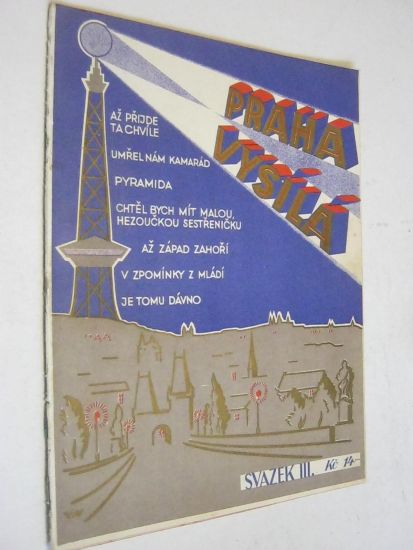 PRAHA
VYSÍLÁ
AŽ PŘIJDE
TA CHVÍLE
UMŘEL NÁM KAMARÁD
PYRAMIDA
CHTĚL BYCH MÍT MALOU,
HEZOUČKOU SESTŘENIČKU
AŽ ZÁPAD ZAHOŘÍ
V ZPOMÍNKY Z MLÁDÍ
JE TOMU DÁVNO
SVAZEK III. Kč 14-